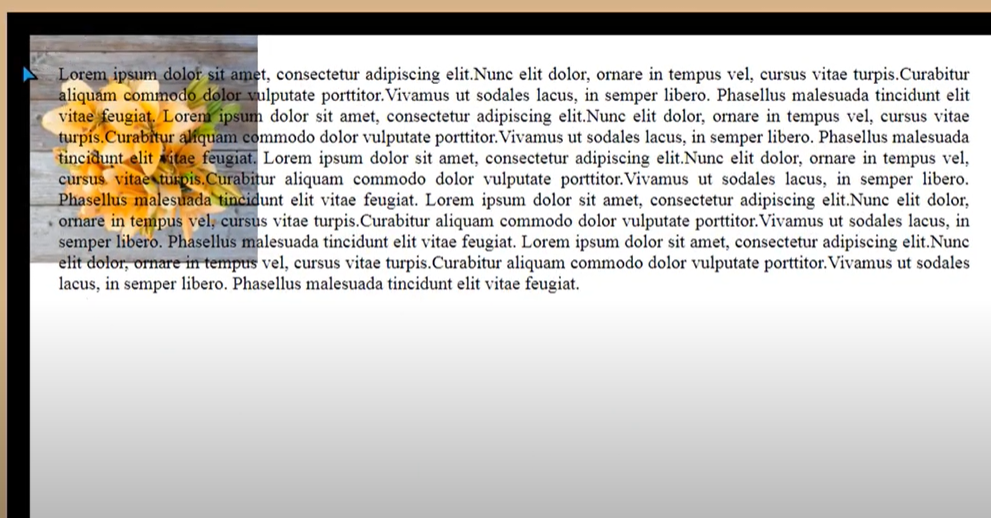 Lorem ipsum dolor sit amet, consectetur adipiscing elit.Nunc elit dolor, ornare in tempus vel, cursus vitae turpis.Curabitur
aliquam commodo dolor vulputate porttitor.Vivamus ut sodales lacus, in semper libero. Phasellus malesuada tincidunt elit
vitae feugiat. Lorem ipsum dolor sit amet, consectetur adipiscing elit.Nunc elit dolor, ornare in tempus vel, cursus vitae
turpis.Curabitur aliquam commodo dolor vulputate porttitor.Vivamus ut sodales lacus, in semper libero. Phasellus malesuada
tincidunt elit vitae feugiat. Lorem ipsum dolor sit amet, consectetur adipiscing elit.Nunc elit dolor, ornare in tempus vel,
cursus vitae turpis.Curabitur aliquam commodo dolor vulputate porttitor.Vivamus ut sodales lacus, in semper libero.
Phasellus malesuada tincidunt elit vitae feugiat. Lorem ipsum dolor sit amet, consectetur adipiscing elit.Nunc elit dolor,
ornare in tempus vel, cursus vitae turpis.Curabitur aliquam commodo dolor vulputate porttitor.Vivamus ut sodales lacus, in
semper libero. Phasellus malesuada tincidunt elit vitae feugiat. Lorem ipsum dolor sit amet, consectetur adipiscing elit.Nunc
elit dolor, ornare in tempus vel, cursus vitae turpis.Curabitur aliquam commodo dolor vulputate porttitor.Vivamus ut sodales
lacus, in semper libero. Phasellus malesuada tincidunt elit vitae feugiat.